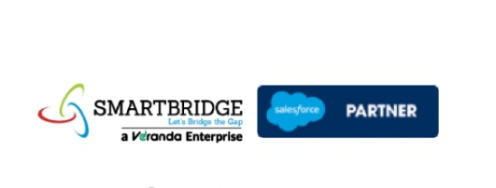 SMARTBRIDGE
Let's Bridge the Gap
a Veranda Enterprise
salesforce
PARTNER